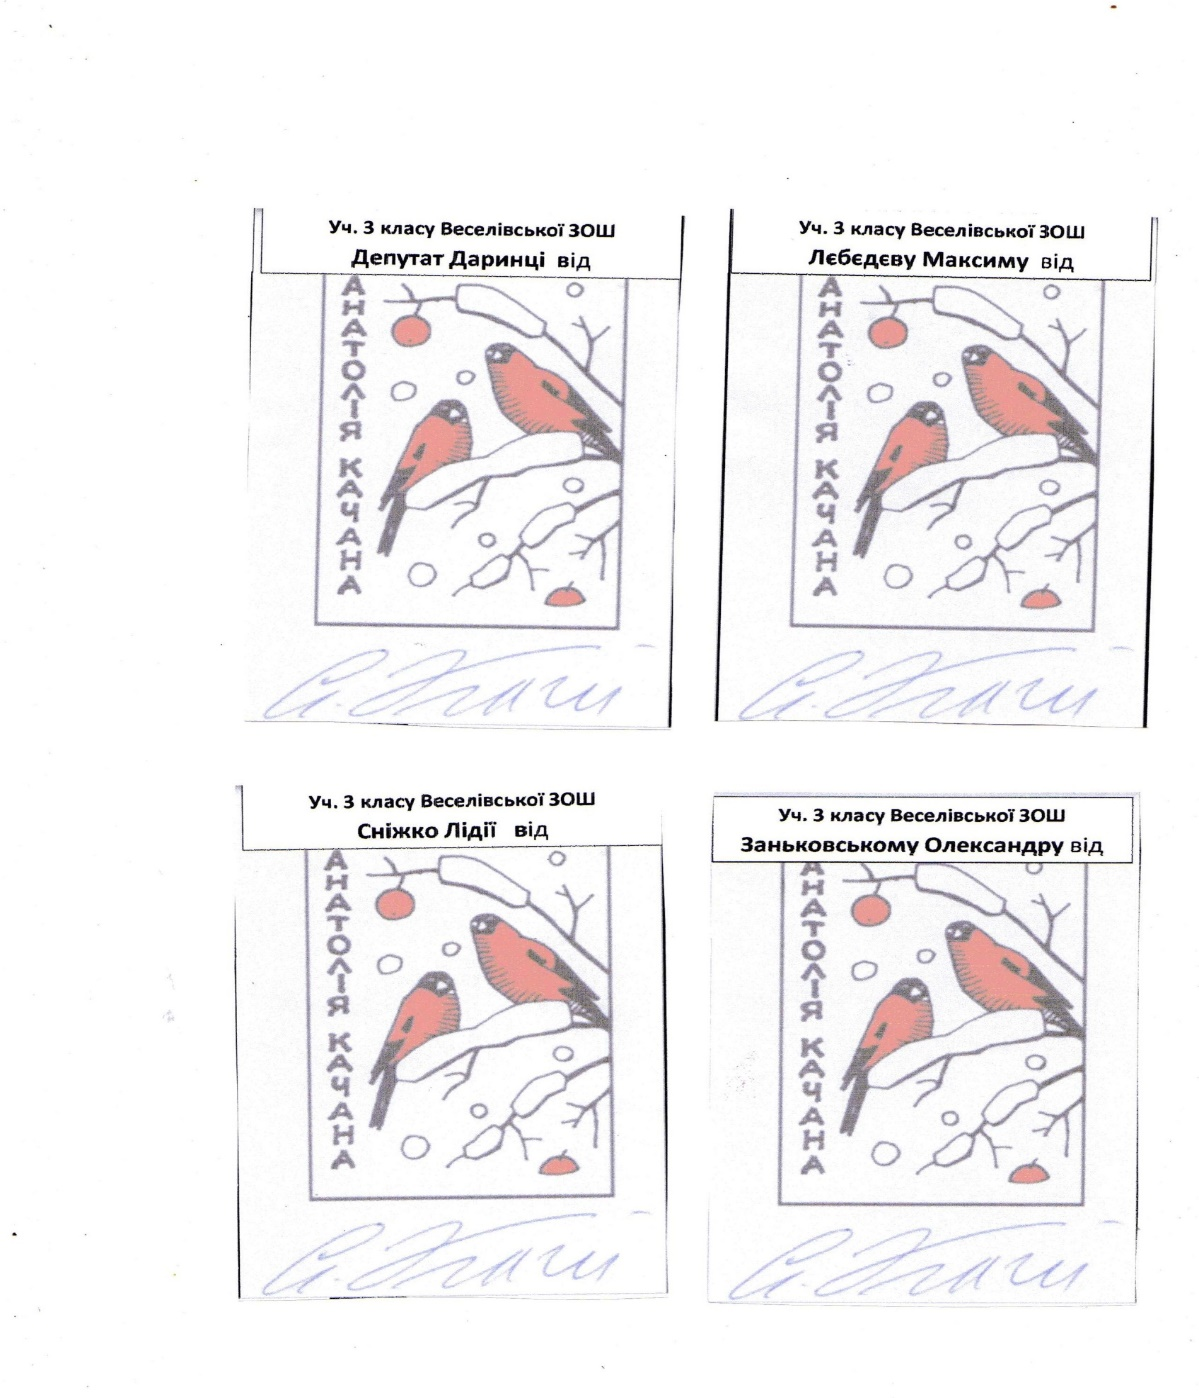 Уч. 3 класу Веселівської ЗОШ
Депутат Даринці від
АНАТОЛІЯ КАЧАНА
Уч. 3 класу Веселівської ЗОШ
Лєбєдєву Максиму від
АНАТОЛІЯ КАЧАНА
Уч. 3 класу Веселівської ЗОШ
Сніжко Лідії від
АНАТОЛІЯ КАЧАНА
Уч. 3 класу Веселівської ЗОШ
Заньковському Олександру від
АНАТОЛІЯ КАЧАНА